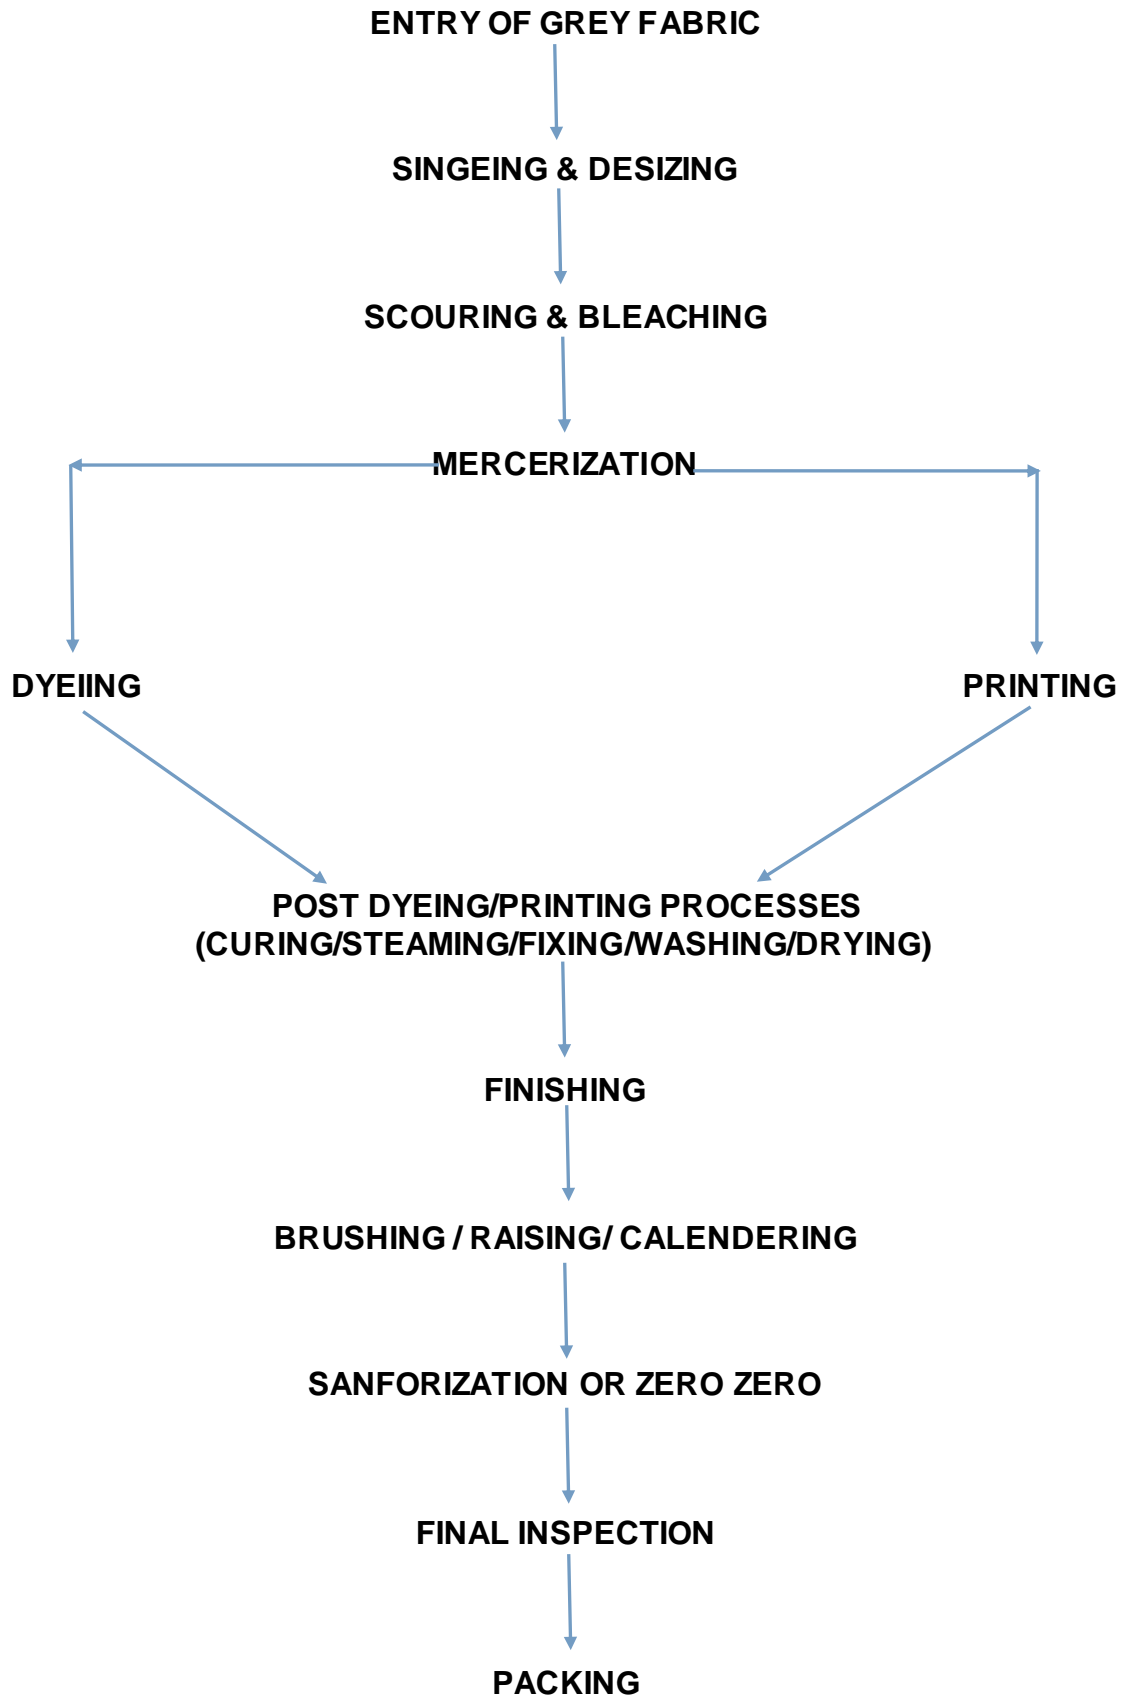 ENTRY OF GREY FABRIC
SINGEING & DESIZING
SCOURING & BLEACHING
MERCERIZATION
DYEIING
PRINTING
POST DYEING/PRINTING PROCESSES
(CURING/STEAMING/FIXING/WASHING/DRYING)
FINISHING
BRUSHING / RAISING/ CALENDERING
SANFORIZATION OR ZERO ZERO
FINAL INSPECTION
PACKING